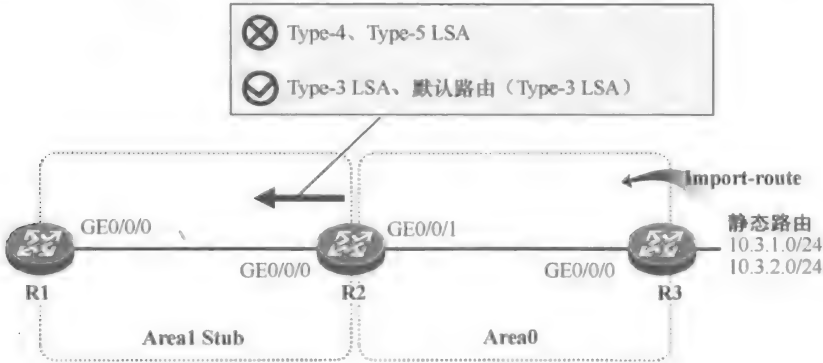 Type-4、Type-5 LSA
Type-3 LSA、默认路由（Type-3 LSA）
Import-route
GE0/0/0
GE0/0/1
静态路由
10.3.1.0/24
10.3.2.0/24
GE0/0/0
GE0/0/0
R1
R2
R3
Area1 Stub
Area0